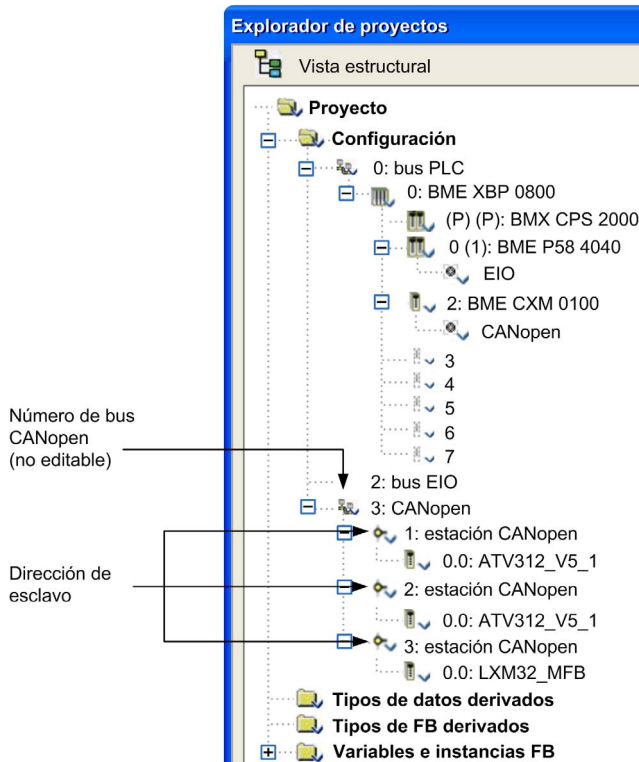 Explorador de proyectos
Vista estructural
Proyecto
Configuración
0: bus PLC
0: BME XBP 0800
(P) (P): BMX CPS 2000
0 (1): BME P58 4040
EIO
2: BME CXM 0100
CANopen
3
4
5
6
7
Número de bus
CANopen
(no editable)
2: bus EIO
3: CANopen
1: estación CANopen
0.0: ATV312_V5_1
Dirección de
esclavo
2: estación CANopen
0.0: ATV312_V5_1
3: estación CANopen
0.0: LXM32_MFB
Tipos de datos derivados
Tipos de FB derivados
Variables e instancias FB